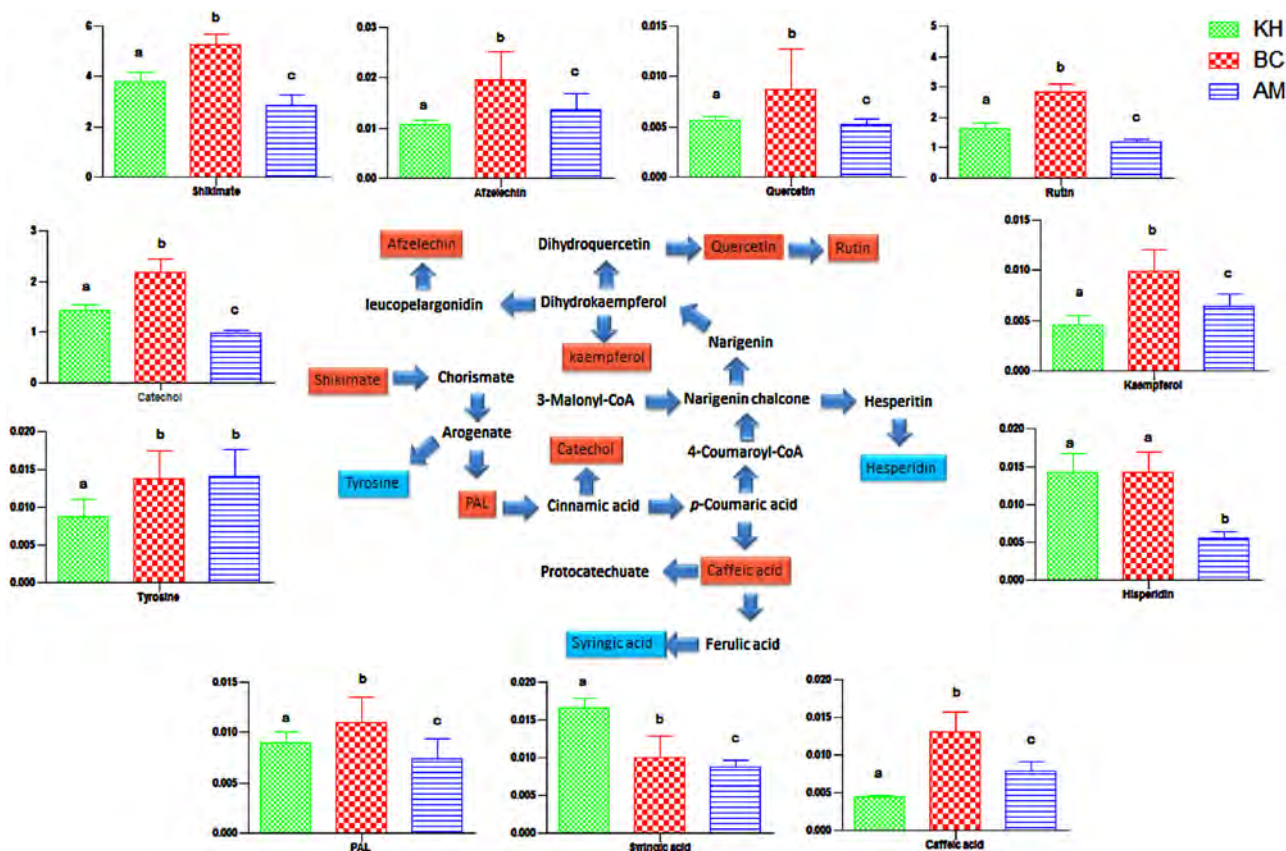 6
4
2
0
a
b
c
Shikimate
0.03
0.02
0.01
0.00
a
b
c
Afzelechin
0.015
0.010
0.005
0.000
a
b
c
Quercetin
5
4
3
2
1
0
a
b
c
Rutin
KH
BC
AM
3
2
1
0
a
b
c
Catechol
Afzelechin
Dihydroquercetin
Quercetin
Rutin
leucopelargonidin
Dihydrokaempferol
Narigenin
kaempferol
Shikimate
Chorismate
3-Malonyl-CoA
Narigenin chalcone
Hesperitin
Arogenate
Catechol
4-Coumaroyl-CoA
Tyrosine
Hesperidin
PAL
Cinnamic acid
p-Coumaric acid
Protocatechuate
Caffeic acid
Syringic acid
Ferulic acid
0.015
0.010
0.005
0.000
a
b
c
Kaempferol
0.020
0.015
0.010
0.005
0.000
a
b
b
Tyrosine
0.020
0.015
0.010
0.005
0.000
a
a
b
Hisperidin
0.015
0.010
0.005
0.000
a
b
c
PAL
0.020
0.015
0.010
0.005
0.000
a
b
c
Syringic acid
0.020
0.015
0.010
0.005
0.000
a
b
c
Caffeic acid